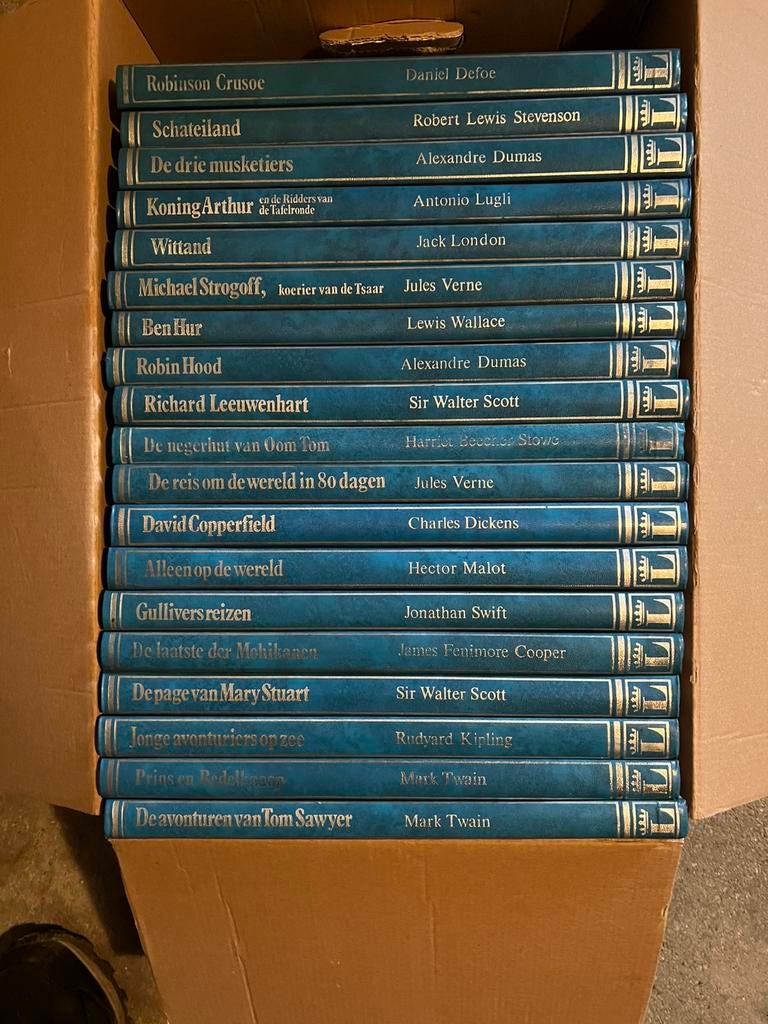 Robinson Crusoe Daniel Defoe L
Schateiland Robert Lewis Stevenson L
De drie musketiers Alexandre Dumas L
Koning Arthur en de Ridders van de Tafelronde Antonio Lugli L
Wittand Jack London L
Michael Strogoff, koerier van de Tsaar Jules Verne L
Ben Hur Lewis Wallace L
Robin Hood Alexandre Dumas L
Richard Leeuwenhart Sir Walter Scott L
De negerhut van Oom Tom Harriet Beecher Stowe L
De reis om de wereld in 80 dagen Jules Verne L
David Copperfield Charles Dickens L
Alleen op de wereld Hector Malot L
Gullivers reizen Jonathan Swift L
De laatste der Mohikanen James Fenimore Cooper L
De page van Mary Stuart Sir Walter Scott L
Jonge avonturiers op zee Rudyard Kipling L
Prins en Bedelknaap Mark Twain L
De avonturen van Tom Sawyer Mark Twain L